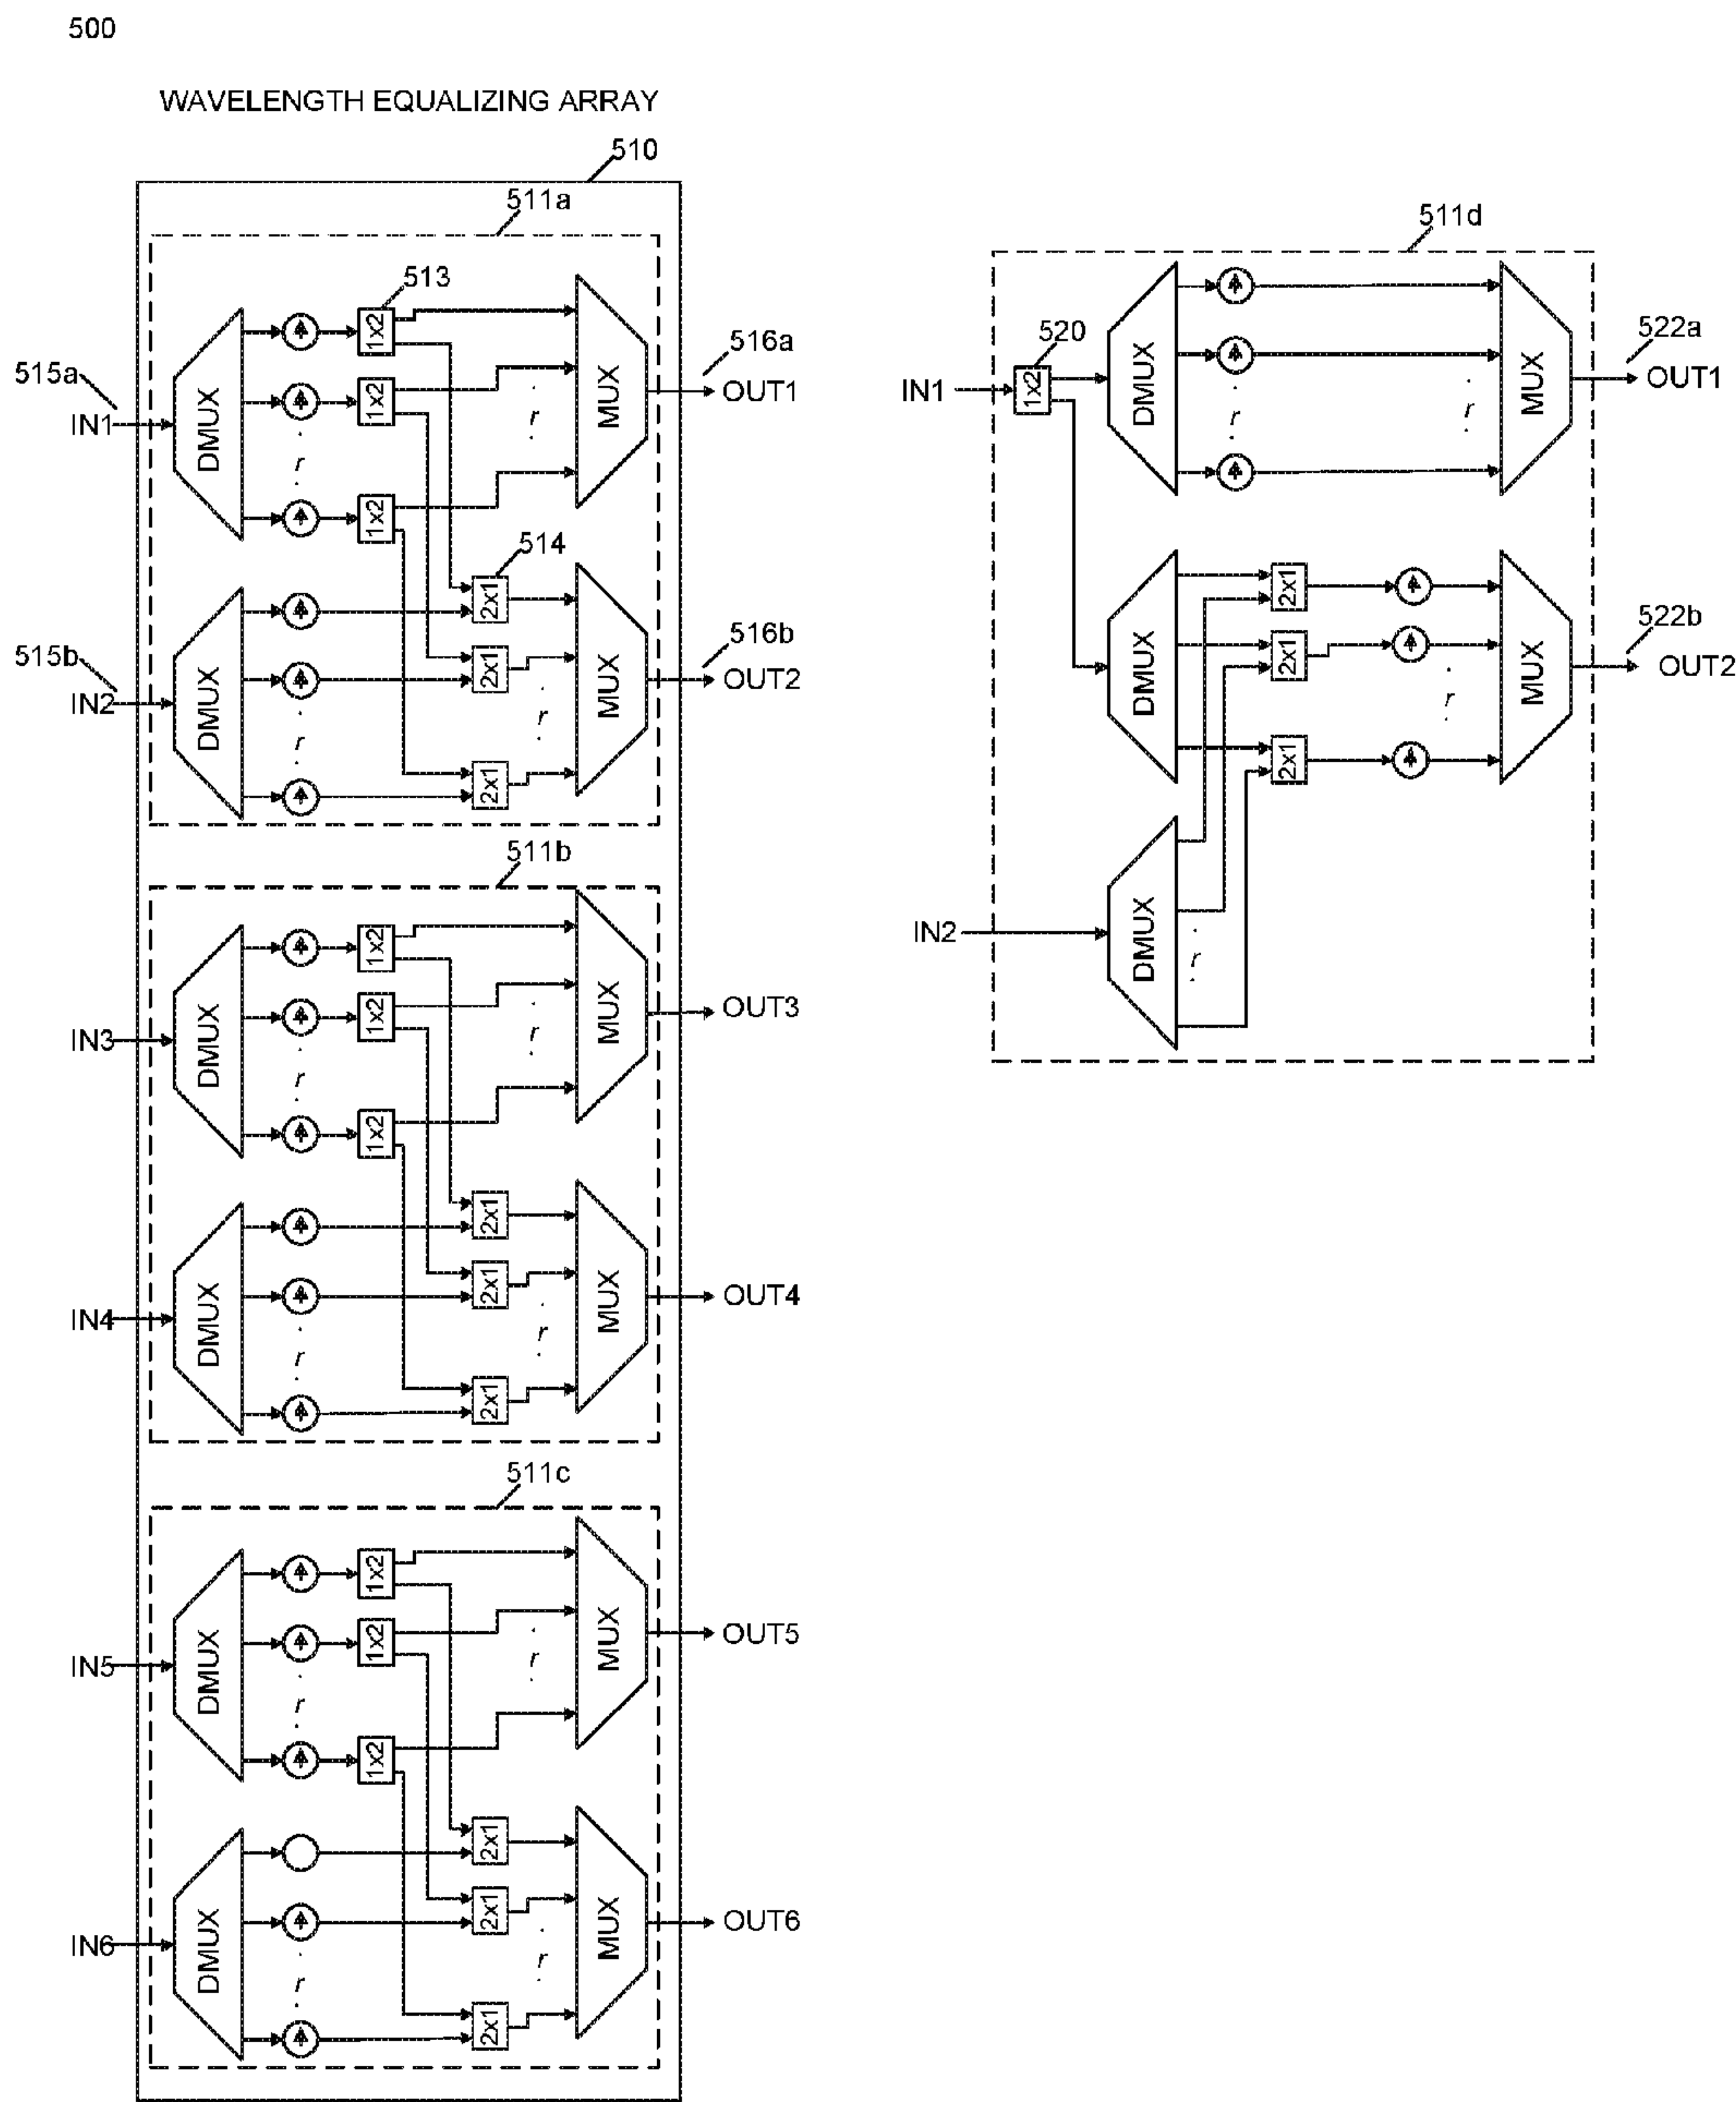 500
WAVELENGTH EQUALIZING ARRAY
510
511a
513
1x2
515a
IN1
DMUX
1x2
r
1x2
r
MUX
516a
OUT1
514
2x1
515b
IN2
DMUX
r
2x1
r
2x1
MUX
516b
OUT2
511b
1x2
IN3
DMUX
1x2
r
1x2
r
MUX
OUT3
2x1
IN4
DMUX
r
2x1
r
2x1
MUX
OUT4
511c
1x2
IN5
DMUX
1x2
r
1x2
r
MUX
OUT5
2x1
IN6
DMUX
r
2x1
r
2x1
MUX
OUT6
511d
520
IN1
1x2
DMUX
r
r
MUX
522a
OUT1
DMUX
2x1
2x1
2x1
r
MUX
522b
OUT2
IN2
DMUX
r